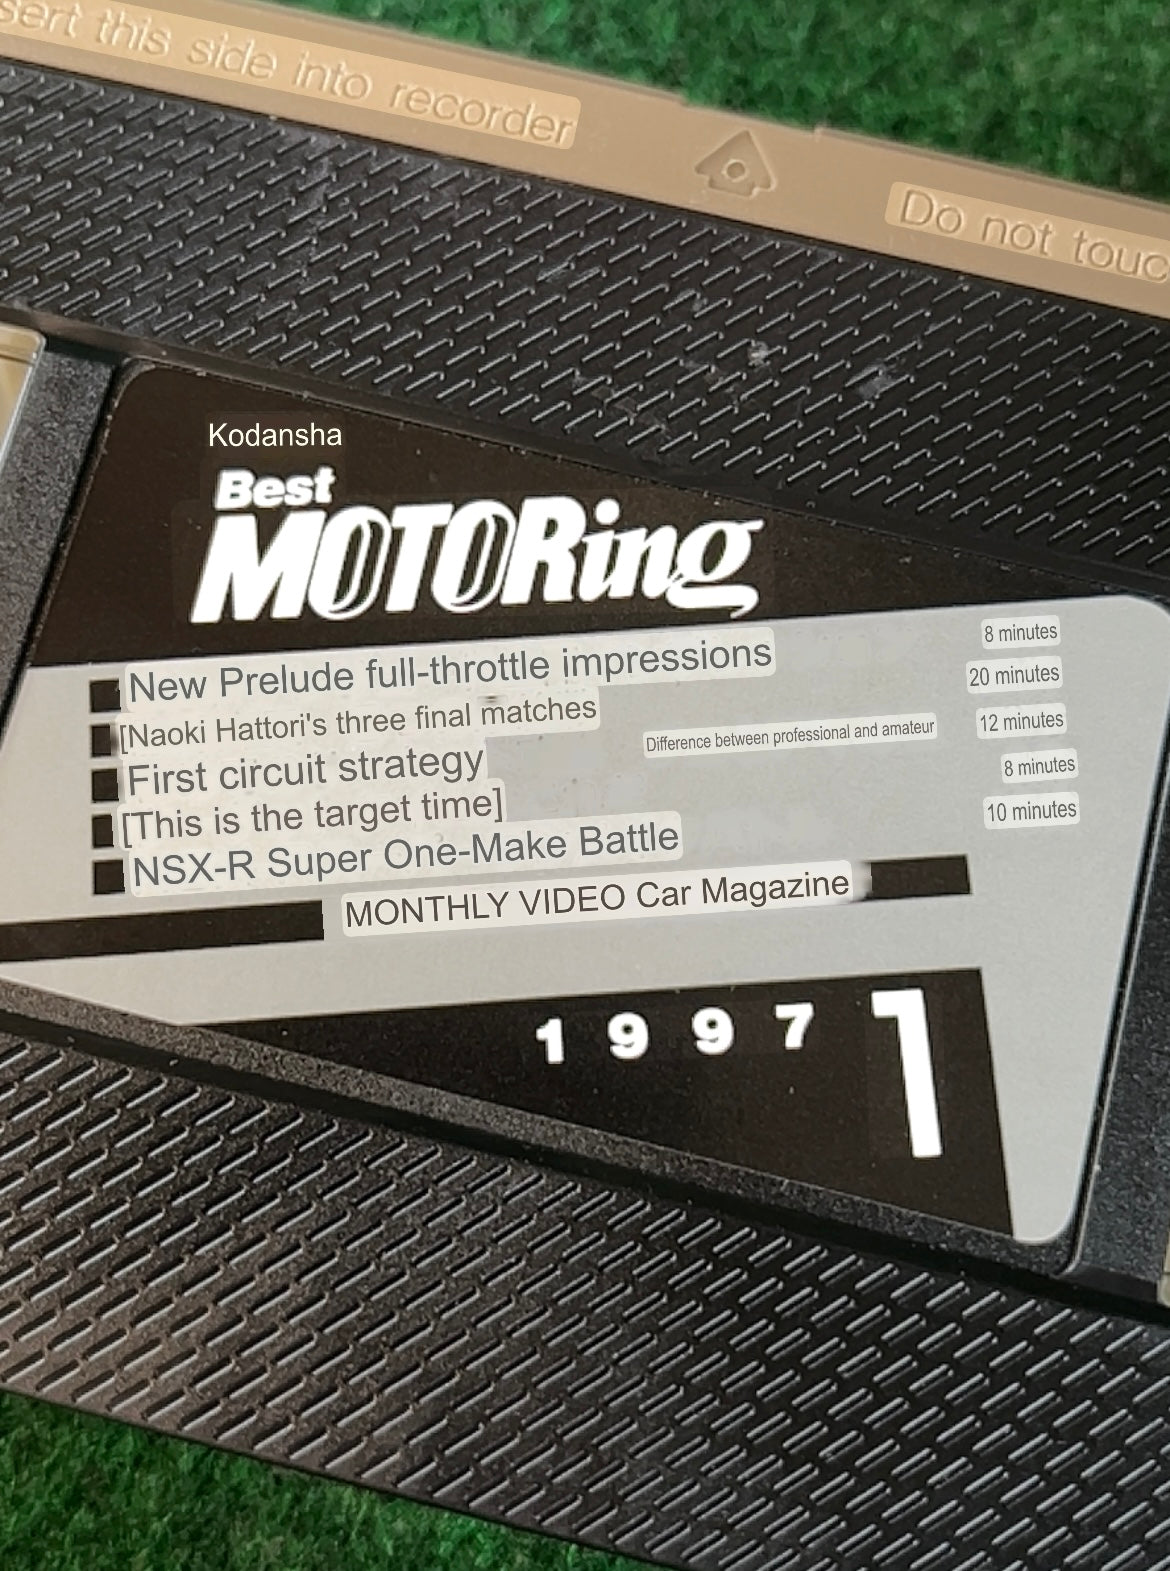 sert this side into recorder
Do not touc
Kodansha
Best
MOTORing
New Prelude full-throttle impressions 8 minutes
[Naoki Hattori's three final matches 20 minutes
First circuit strategy Difference between professional and amateur 12 minutes
[This is the target time] 8 minutes
NSX-R Super One-Make Battle 10 minutes
MONTHLY VIDEO Car Magazine
1997 1